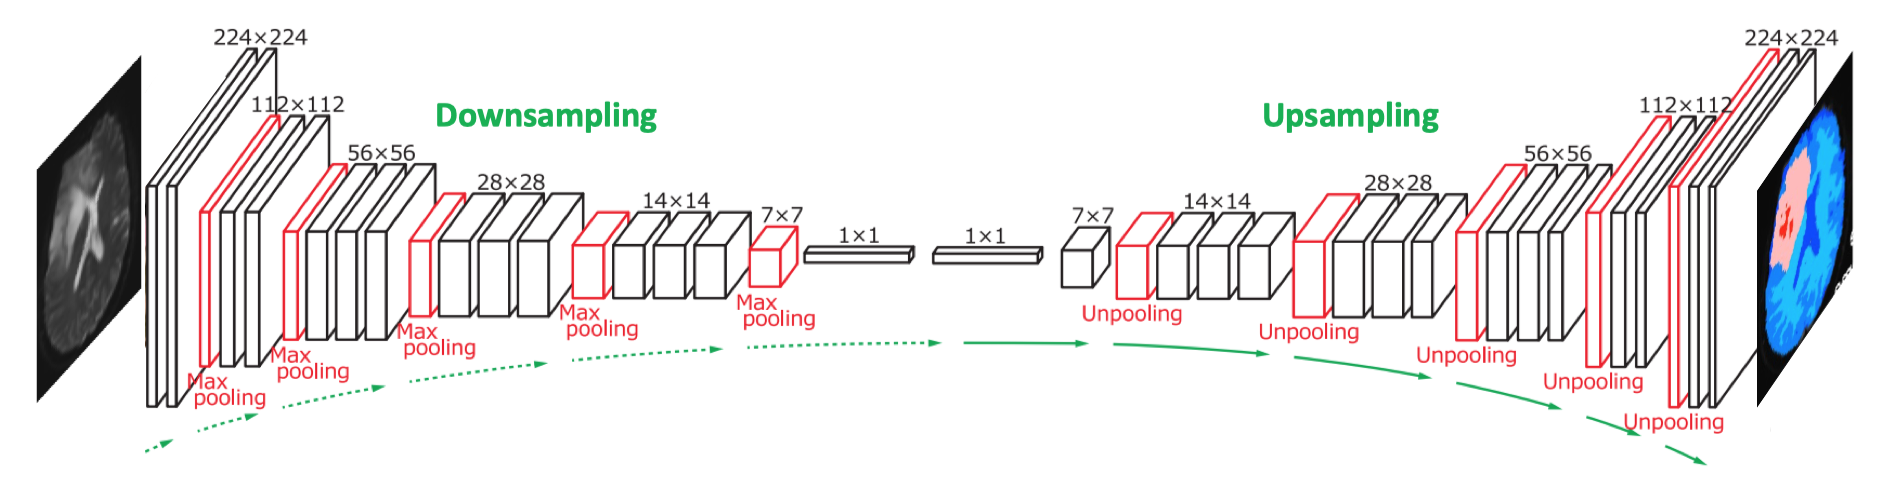 224×224
112×112
56×56
28×28
14×14
7×7
1×1
1×1
7×7
14×14
28×28
56×56
112×112
224×224
Downsampling
Upsampling
Max
pooling
Max
pooling
Max
pooling
Max
pooling
Max
pooling
Unpooling
Unpooling
Unpooling
Unpooling
Unpooling